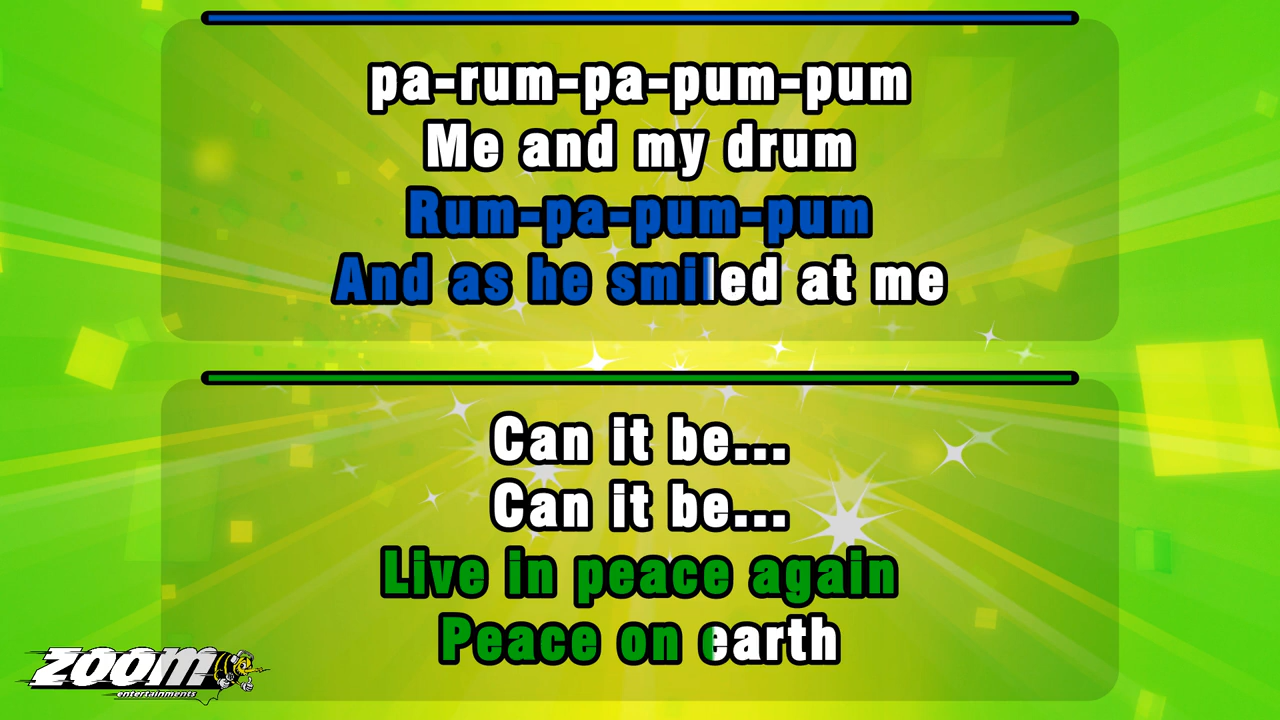 pa-rum-pa-pum-pum
Me and my drum
Rum-pa-pum-pum
And as he smiled at me
Can it be...
Can it be...
Live in peace again
Peace on earth
ZOOM
entertainments